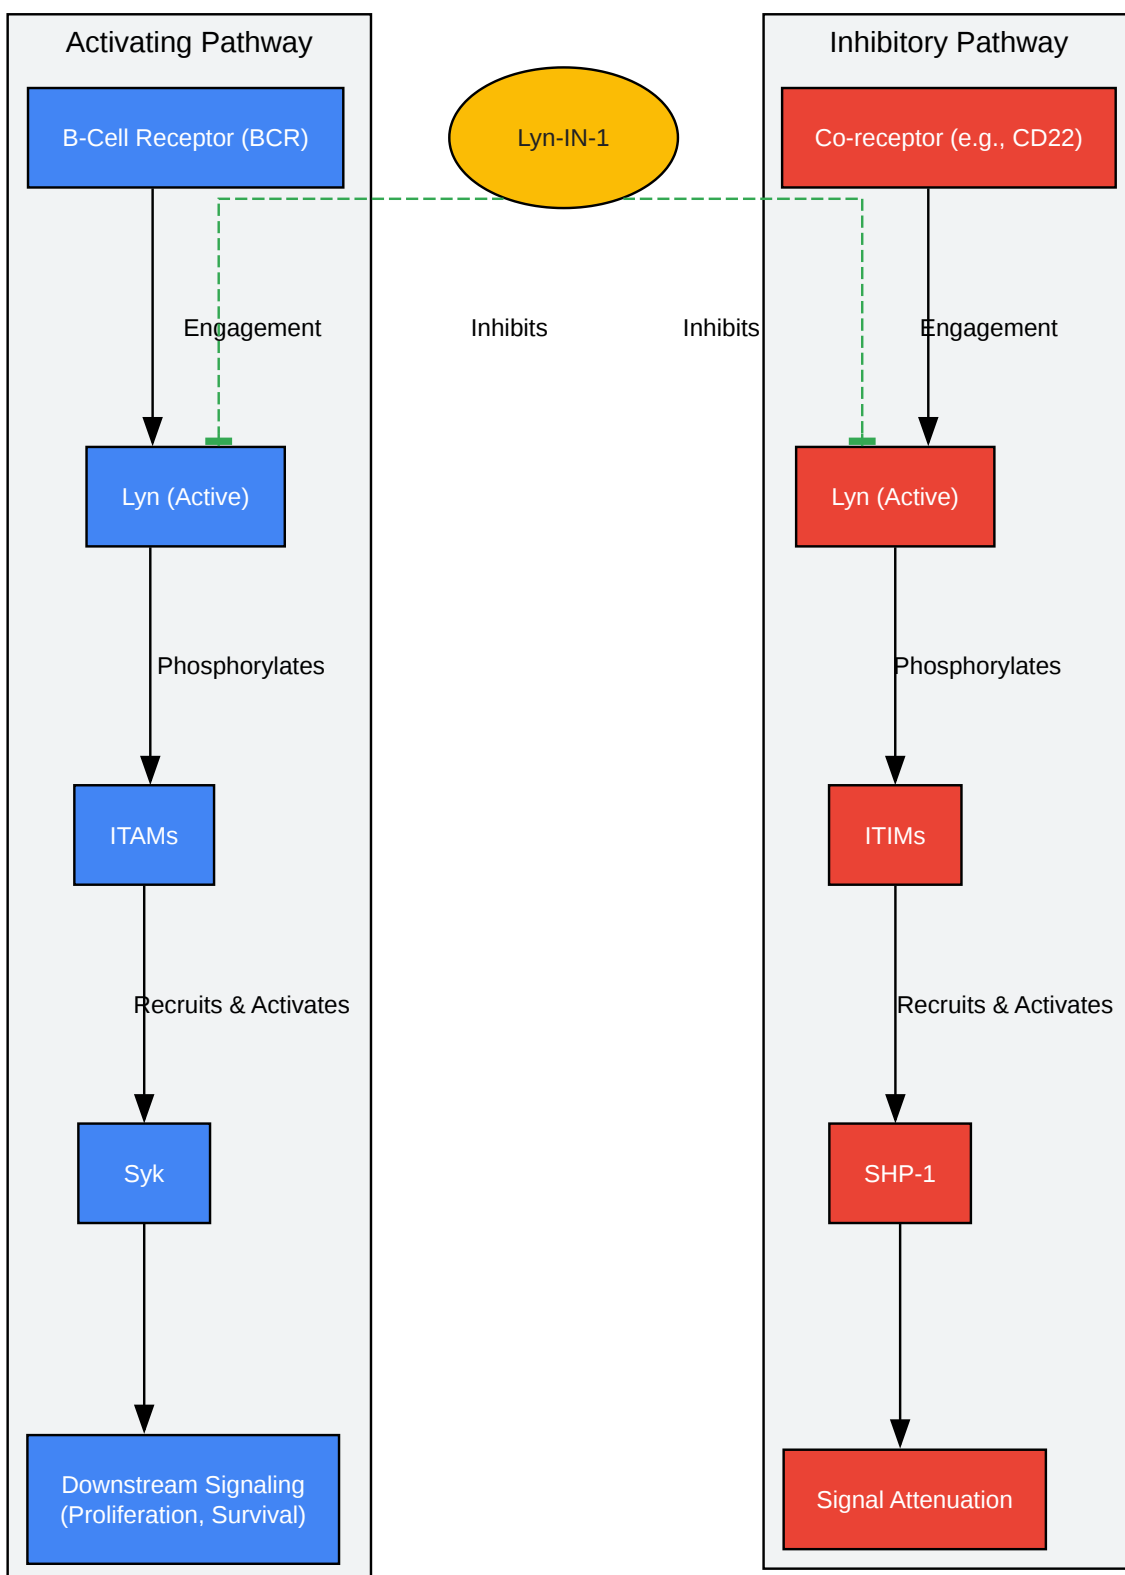 Activating Pathway
Inhibitory Pathway
B-Cell Receptor (BCR)
Lyn-IN-1
Co-receptor (e.g., CD22)
Engagement
Inhibits
Inhibits
Engagement
Lyn (Active)
Lyn (Active)
Phosphorylates
Phosphorylates
ITAMs
ITIMs
Recruits & Activates
Recruits & Activates
Syk
SHP-1
Downstream Signaling
(Proliferation, Survival)
Signal Attenuation